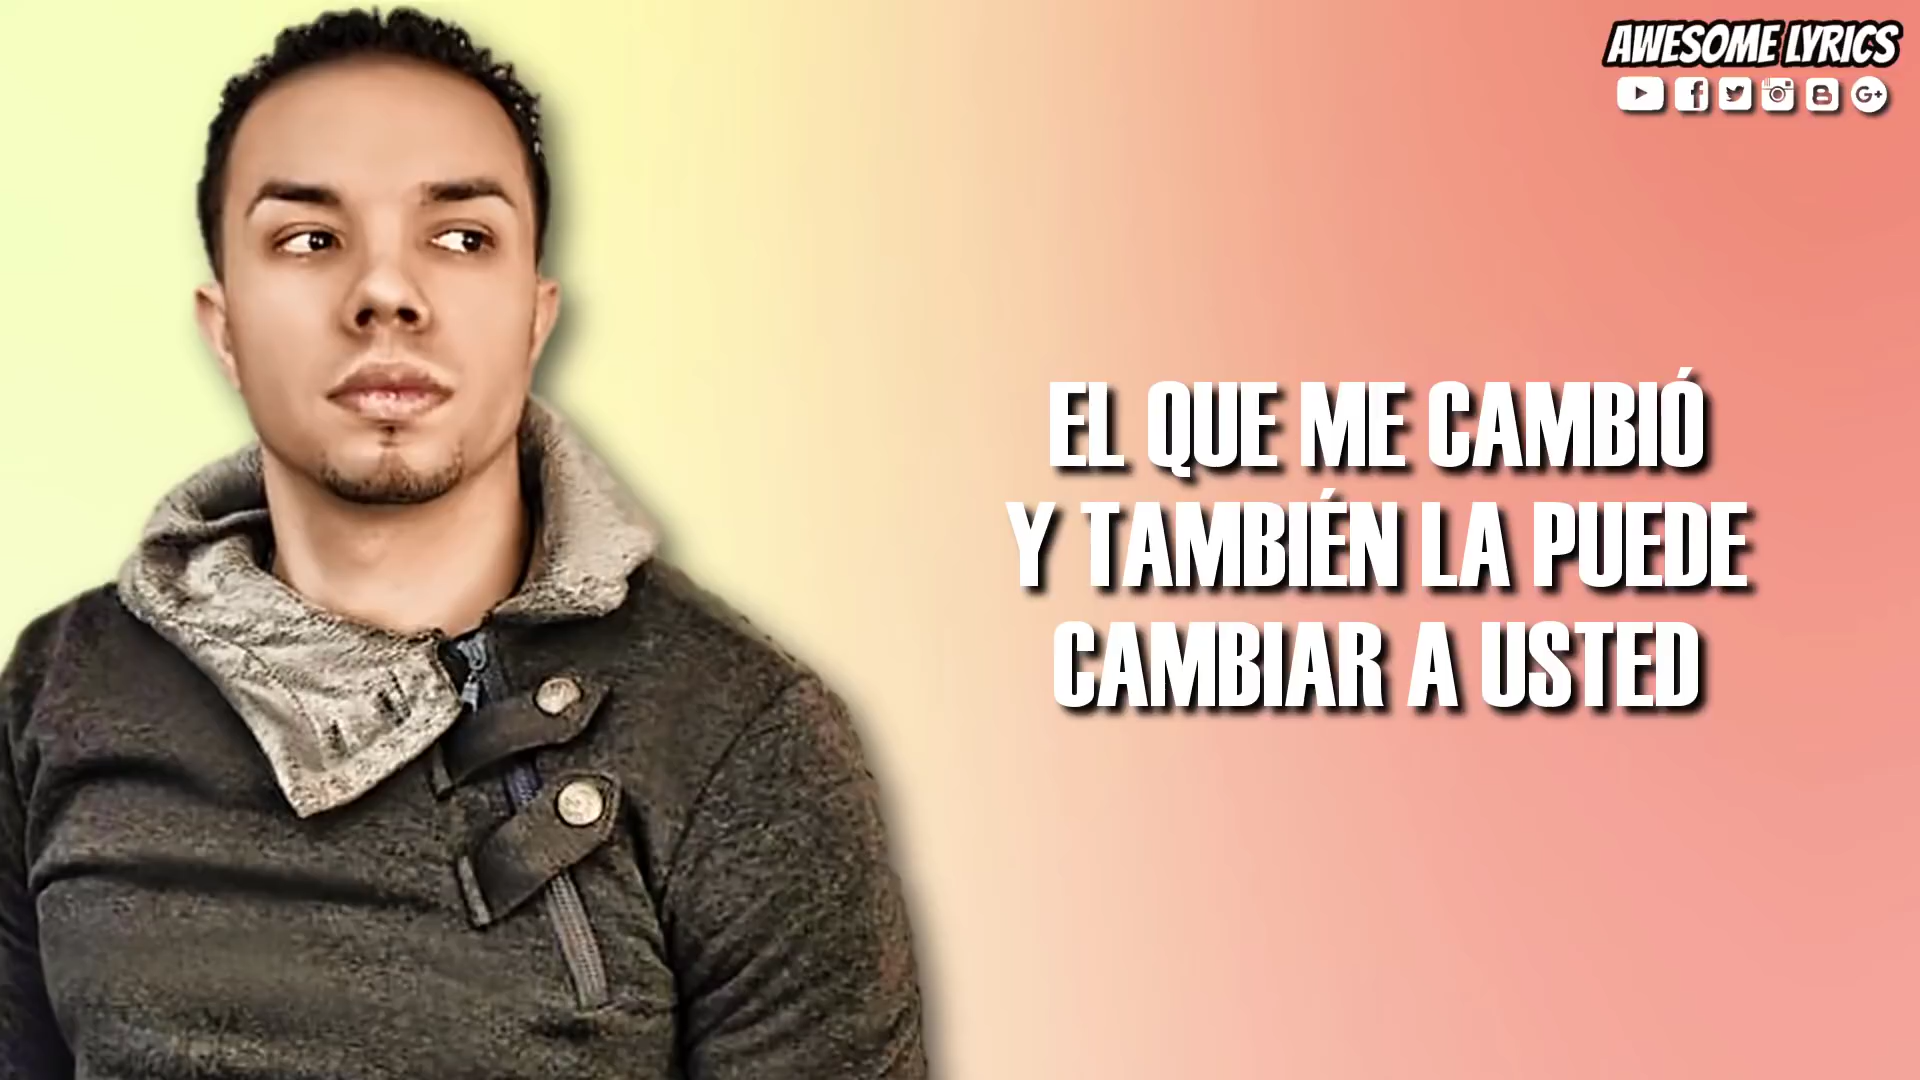 AWESOME LYRICS
EL QUE ME CAMBIÓ
Y TAMBIÉN LA PUEDE
CAMBIAR A USTED